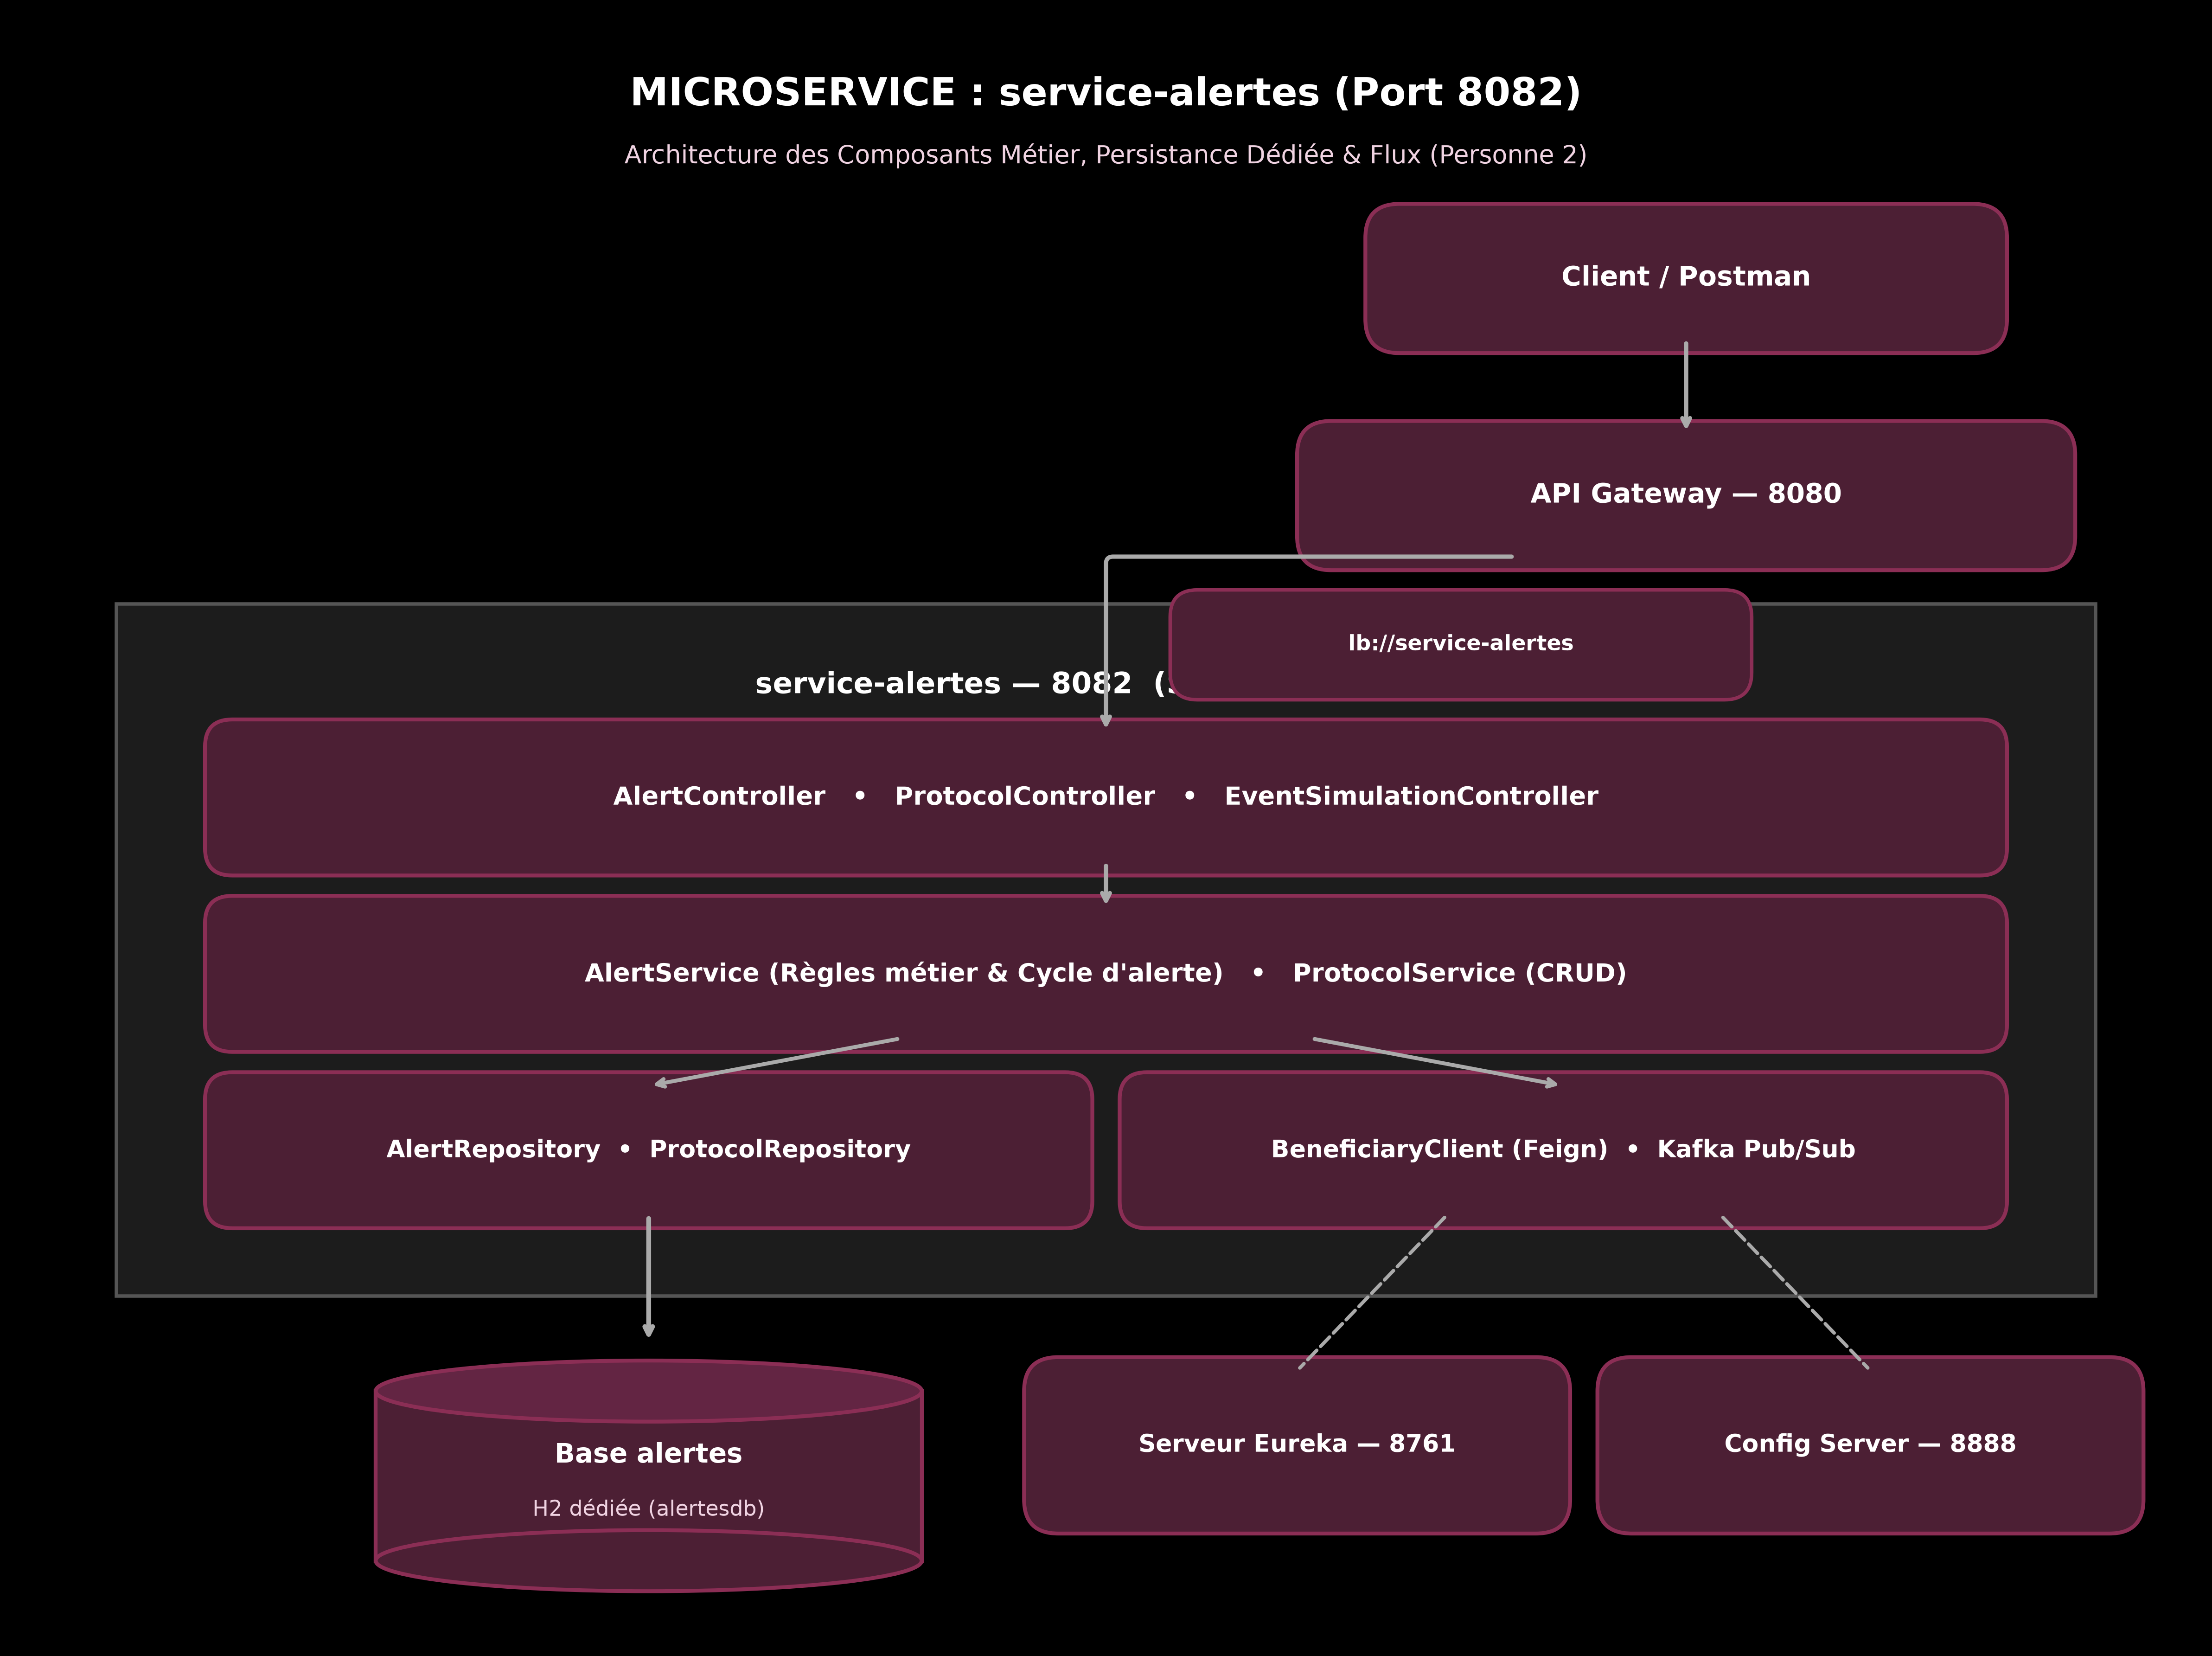 MICROSERVICE : service-alertes (Port 8082)
Architecture des Composants Métier, Persistance Dédiée & Flux (Personne 2)
Client / Postman
API Gateway — 8080
lb://service-alertes
service-alertes — 8082
AlertController • ProtocolController • EventSimulationController
AlertService (Règles métier & Cycle d'alerte) • ProtocolService (CRUD)
AlertRepository • ProtocolRepository
BeneficiaryClient (Feign) • Kafka Pub/Sub
Base alertes
H2 dédiée (alertesdb)
Serveur Eureka — 8761
Config Server — 8888